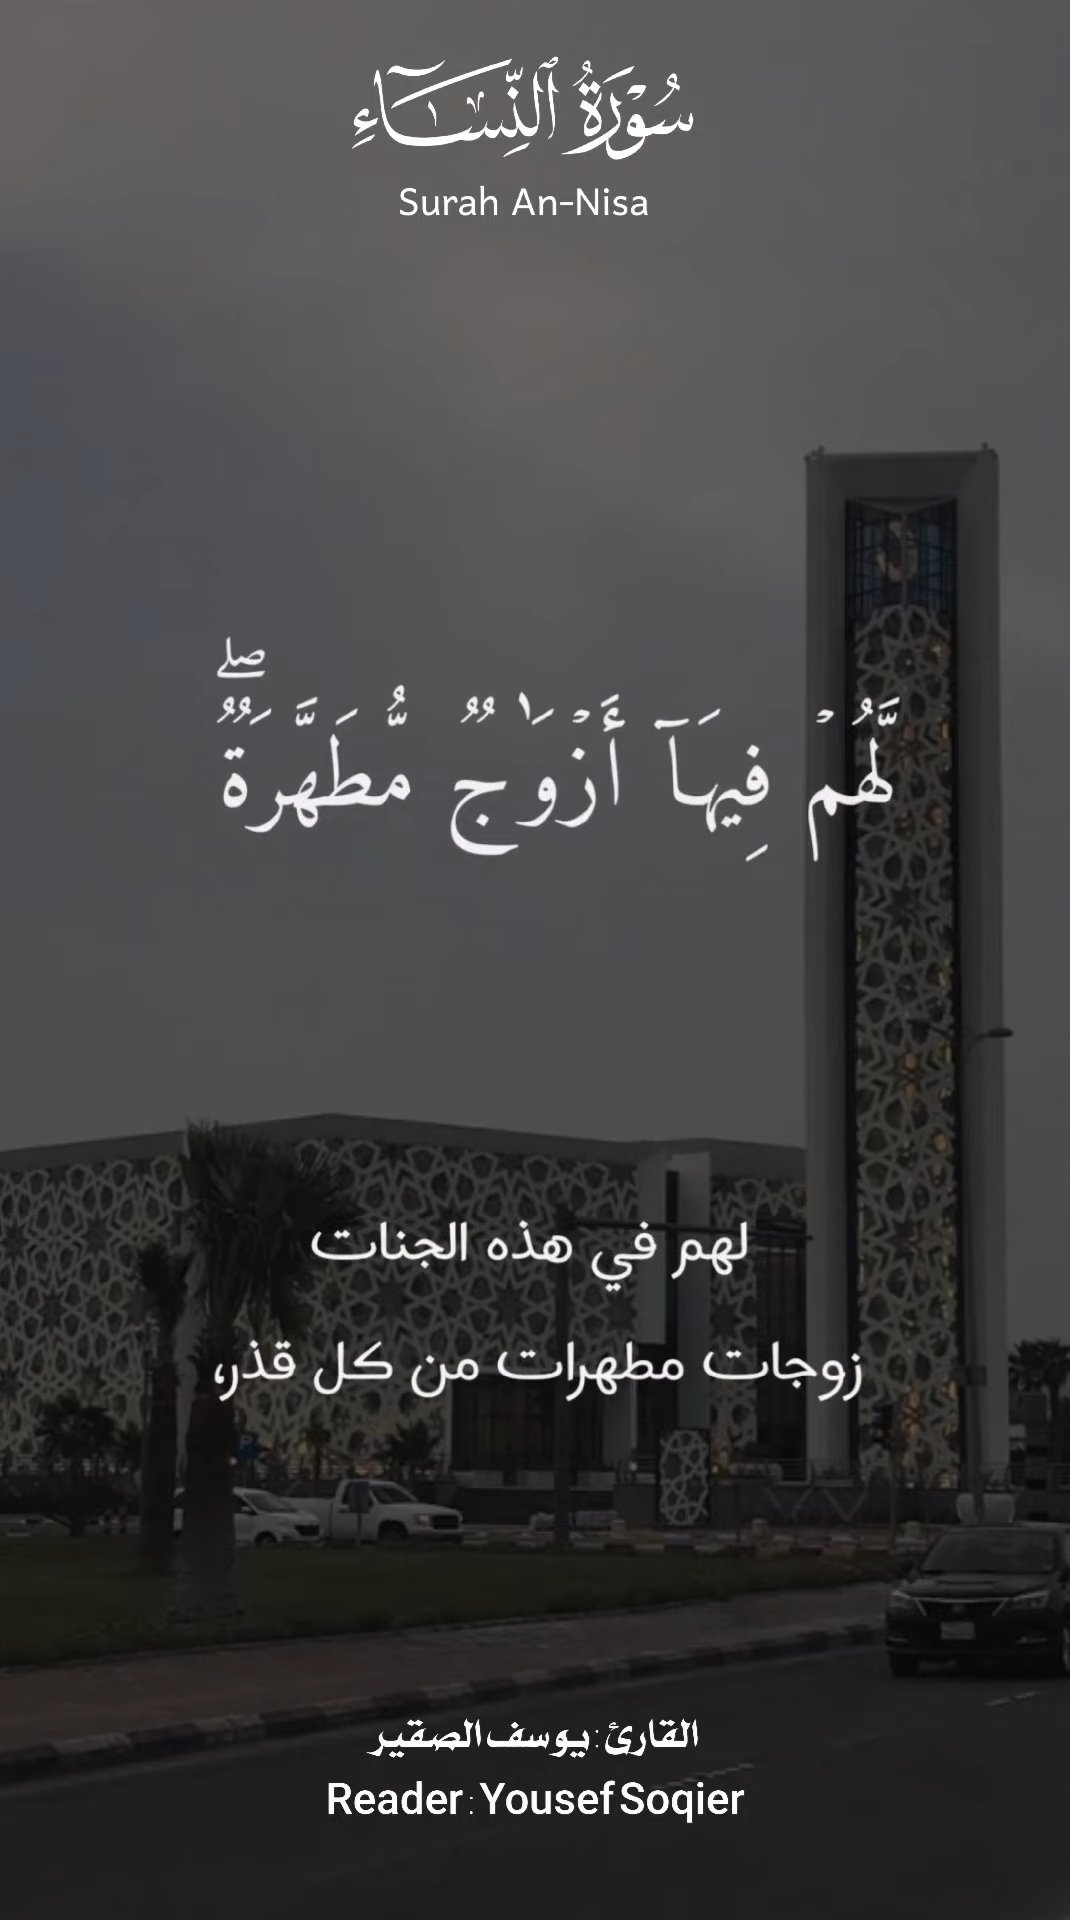 سُورَةُ ٱلنِّسَاءِ
Surah An-Nisa
لَّهُمۡ فِيهَآ أَزۡوَٰجٞ مُّطَهَّرَةٞۖ
لهم في هذه الجنات
زوجات مطهرات من كل قذر،
القارئ : يوسف الصقير
Reader : Yousef Soqier